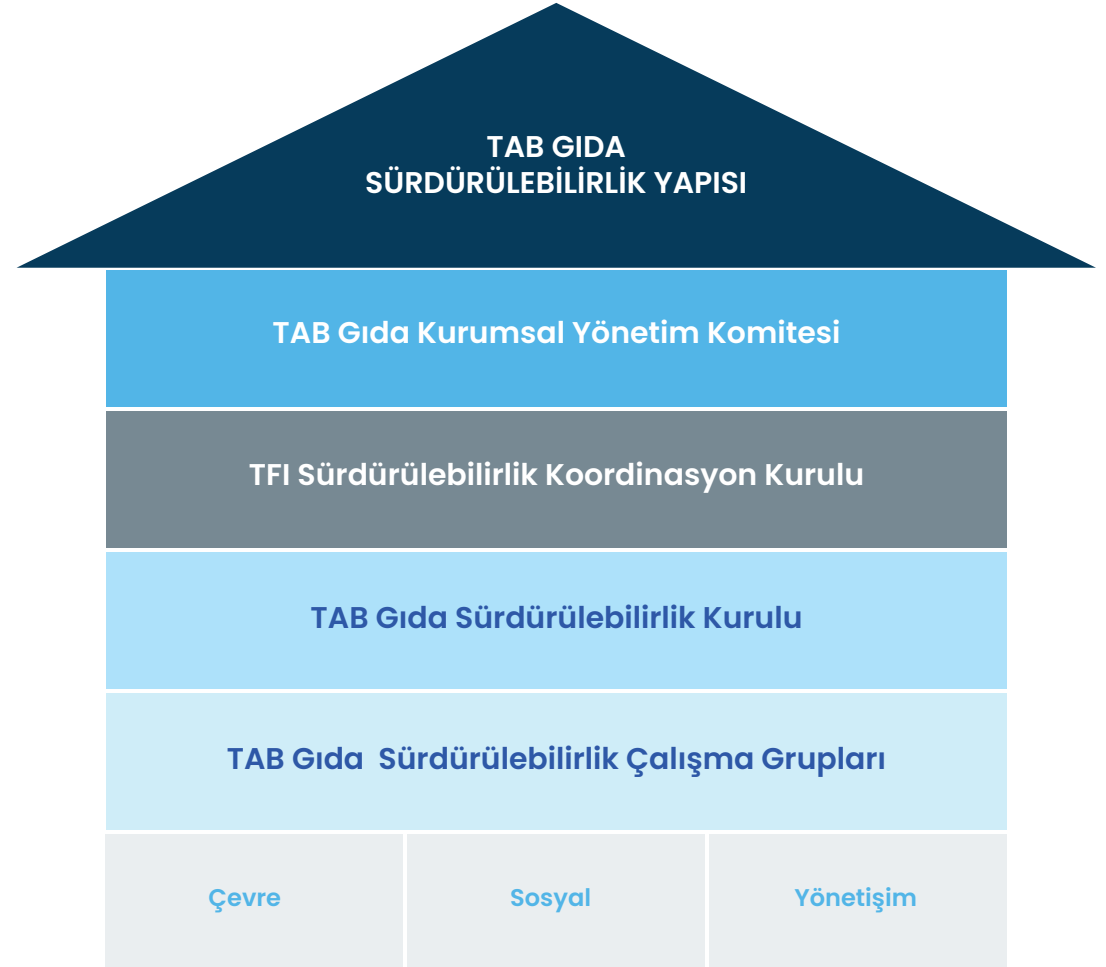 TAB GIDA
SÜRDÜRÜLEBİLİRLİK YAPISI
TAB Gıda Kurumsal Yönetim Komitesi
TFI Sürdürülebilirlik Koordinasyon Kurulu
TAB Gıda Sürdürülebilirlik Kurulu
TAB Gıda  Sürdürülebilirlik Çalışma Grupları
Çevre
Sosyal
Yönetişim